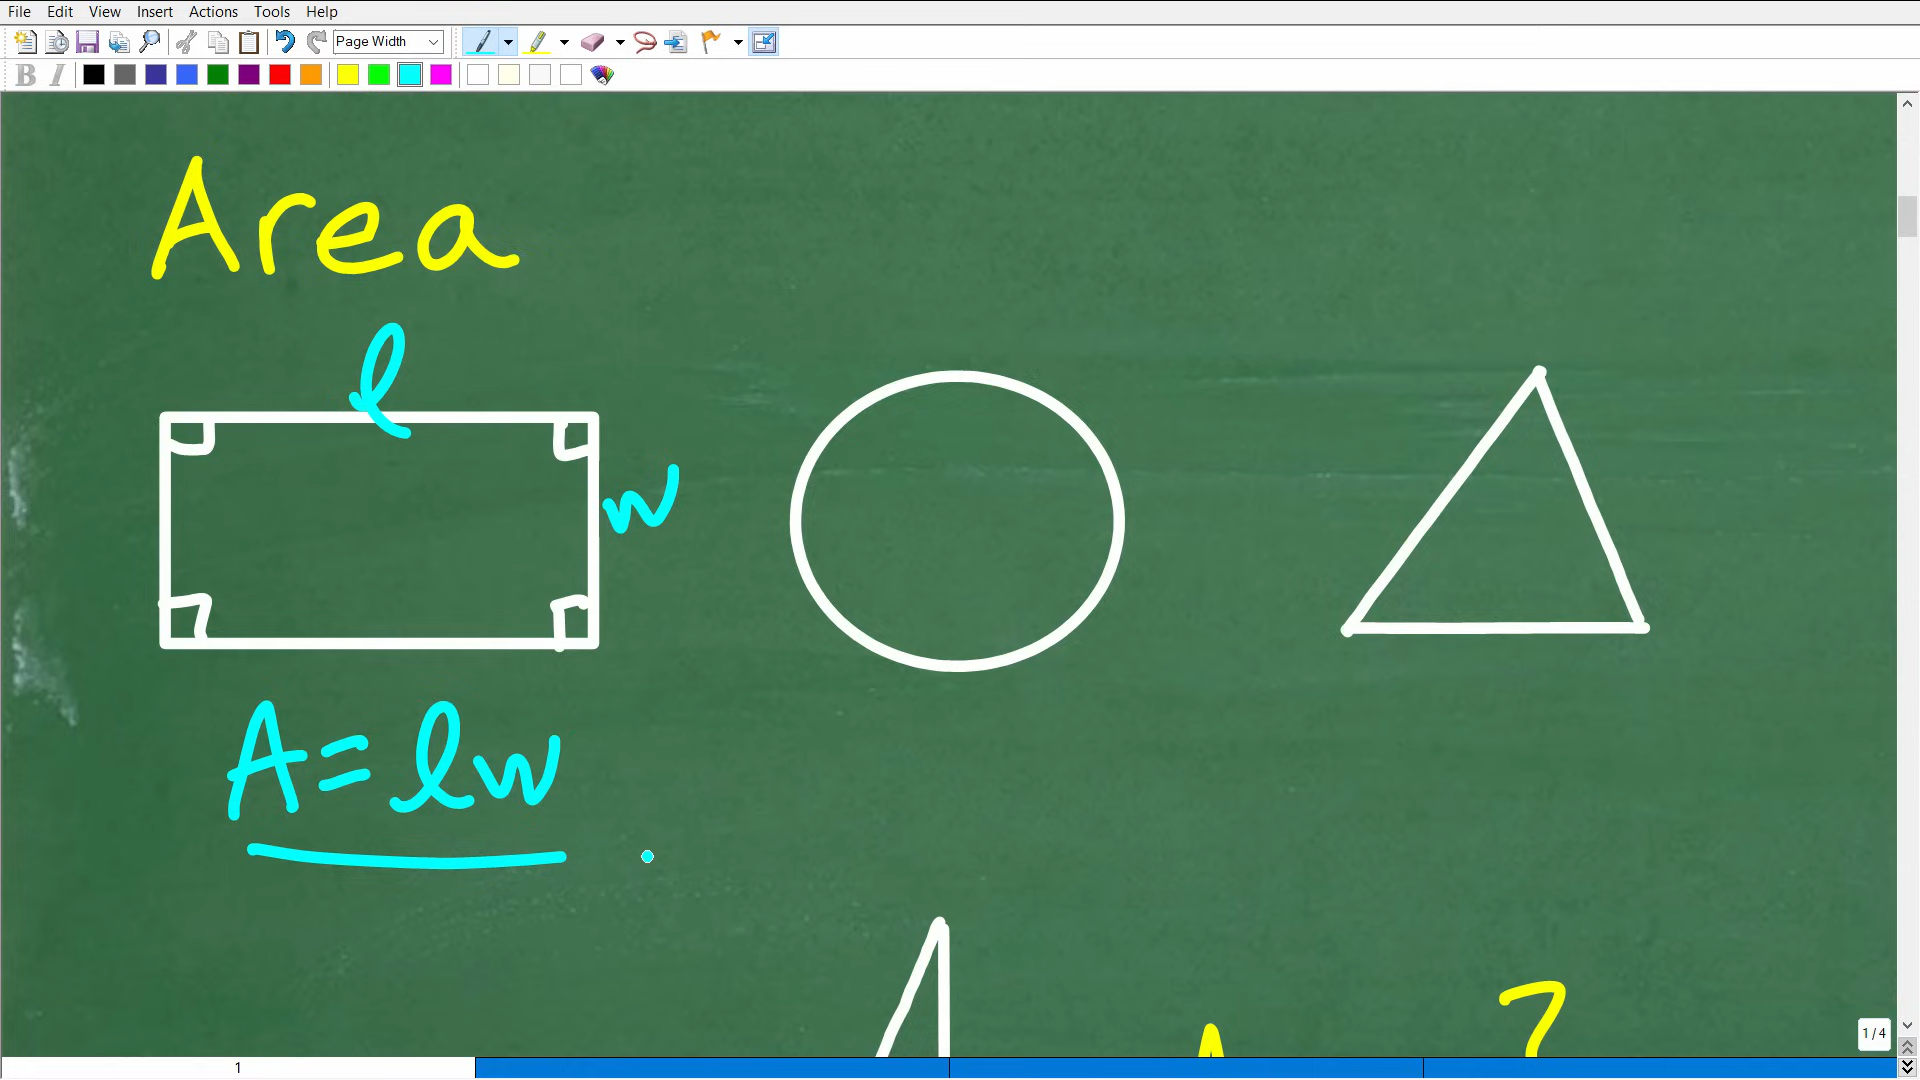 File Edit View Insert Actions Tools Help
Page Width
B I
Area
l
w
A = lw
?
1 / 4
1